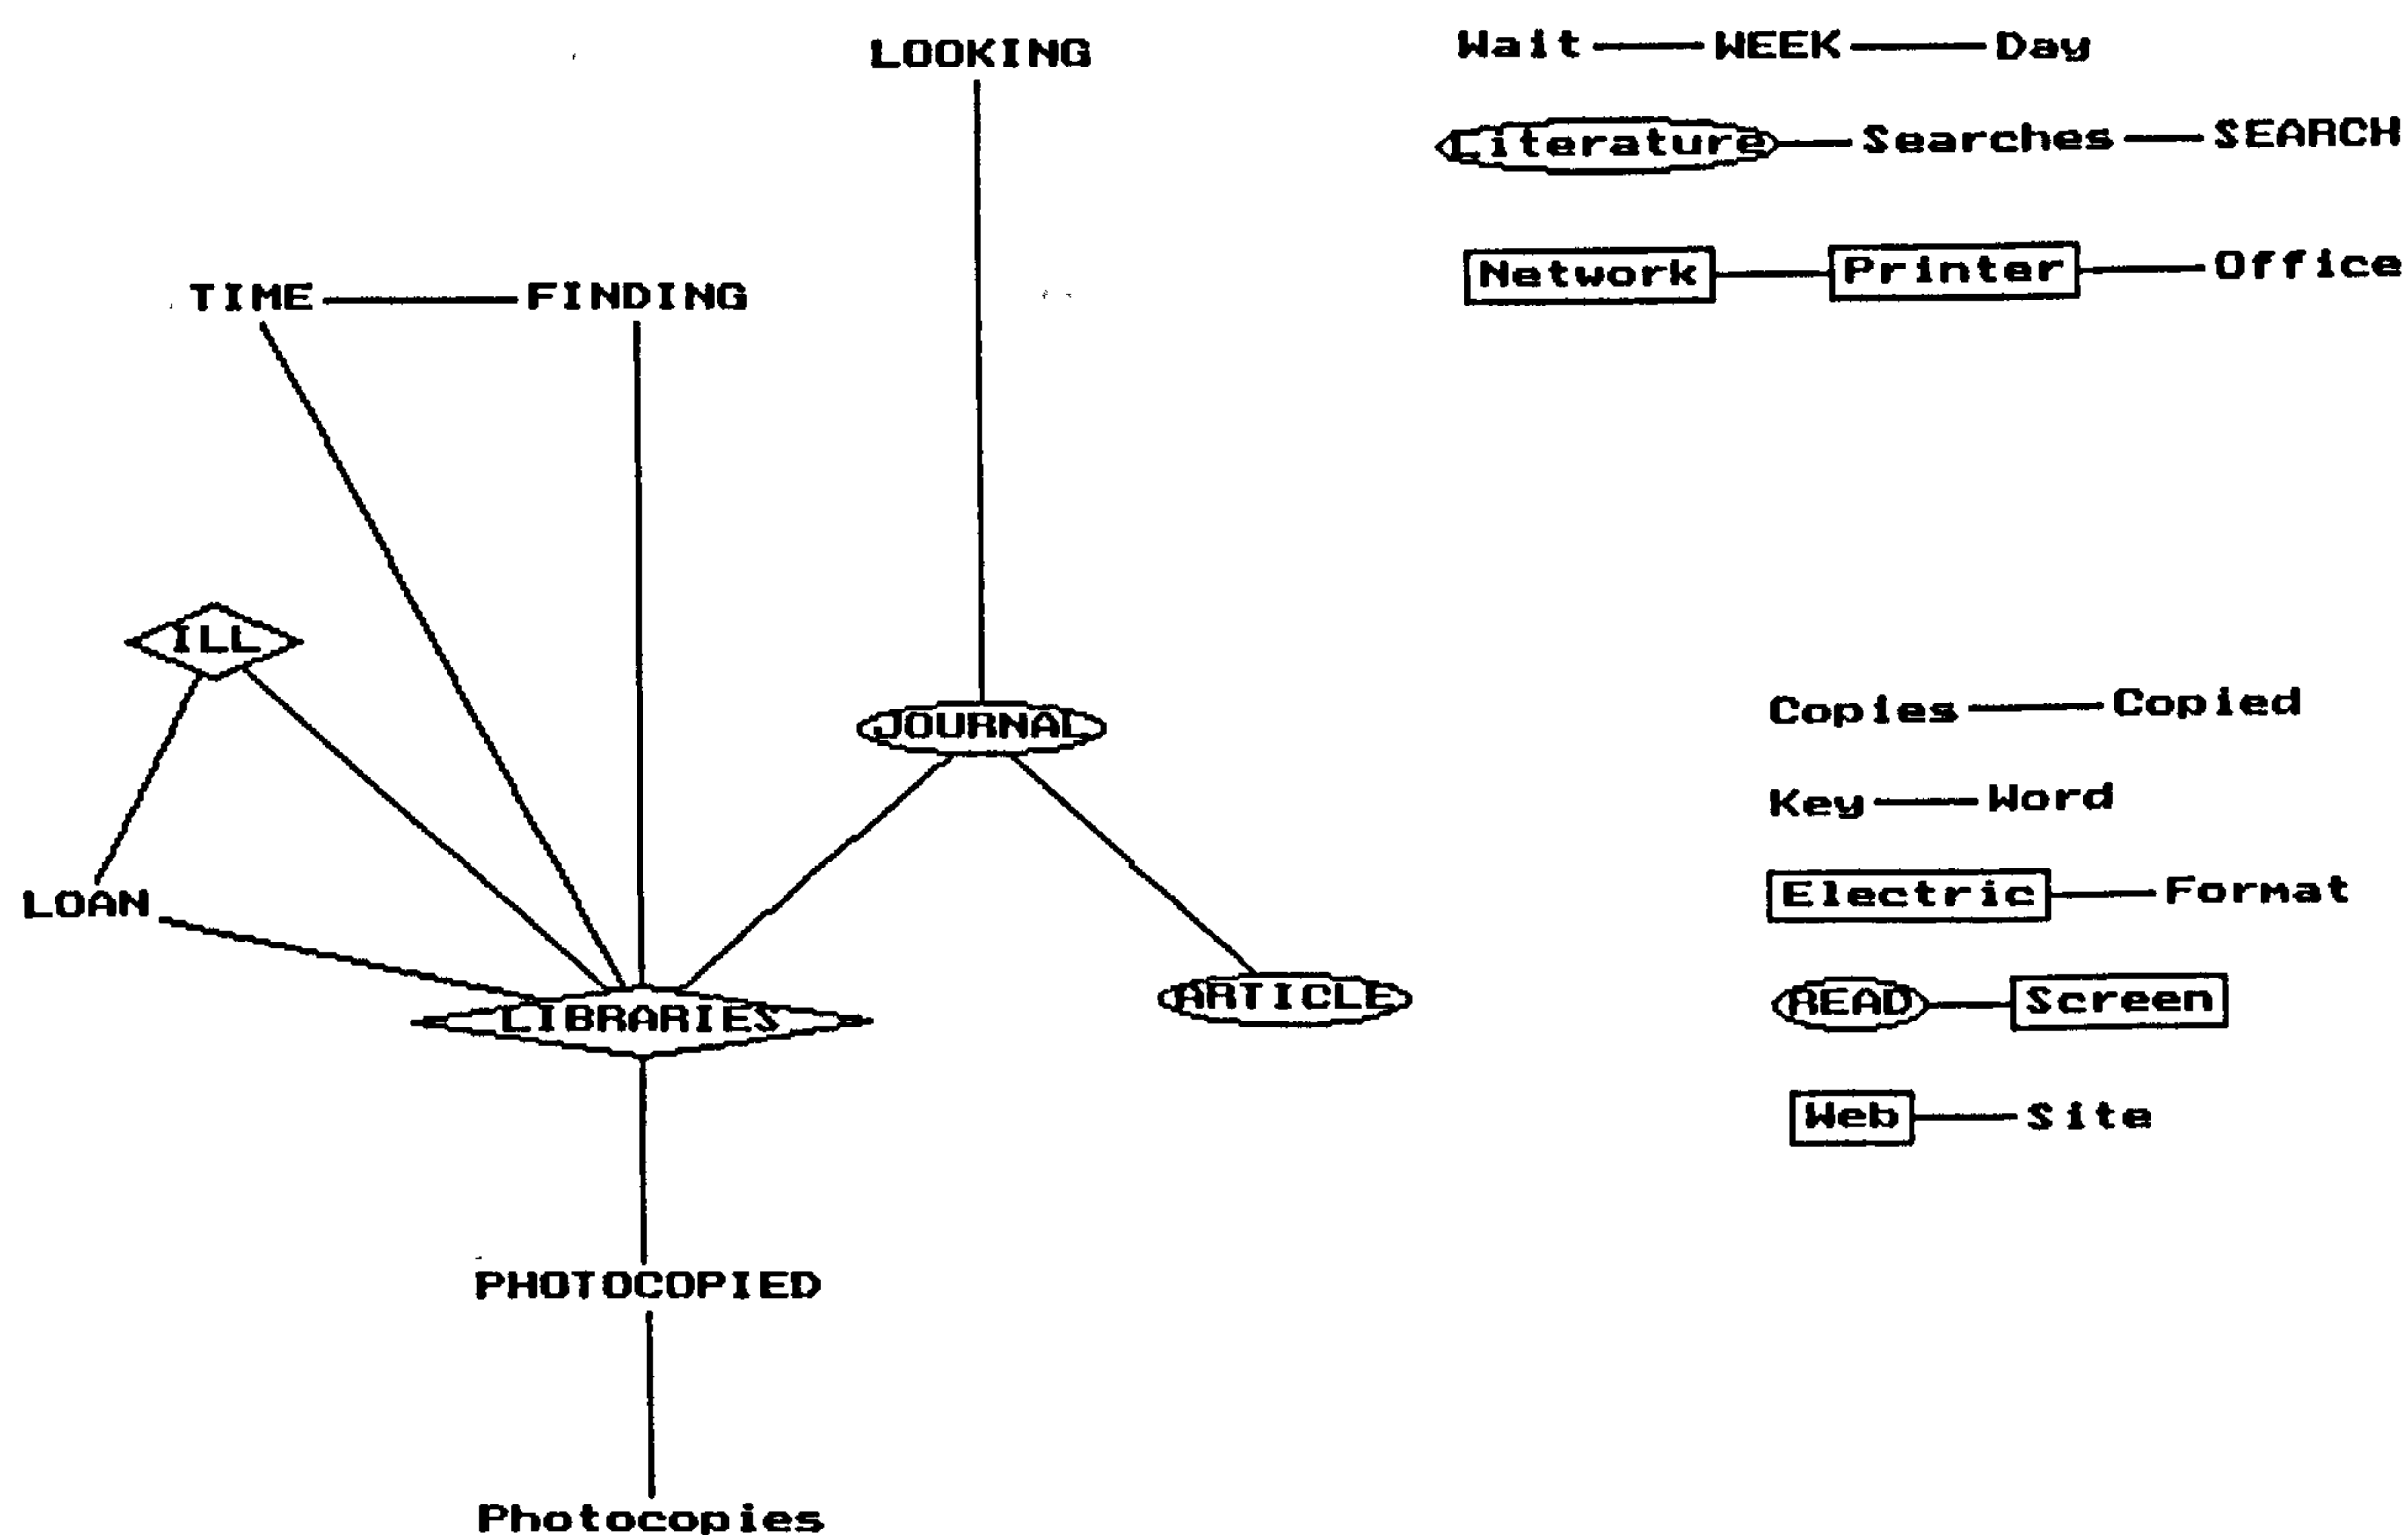 LOOKING
Wait WEEK Day
Literature Searches SEARCH
TIME FINDING
Network Printer Office
ILL
JOURNAL
Copies Copied
Key Word
LOAN
Electric Format
LIBRARIES
ARTICLE
READ Screen
Web Site
PHOTOCOPIED
Photocopies